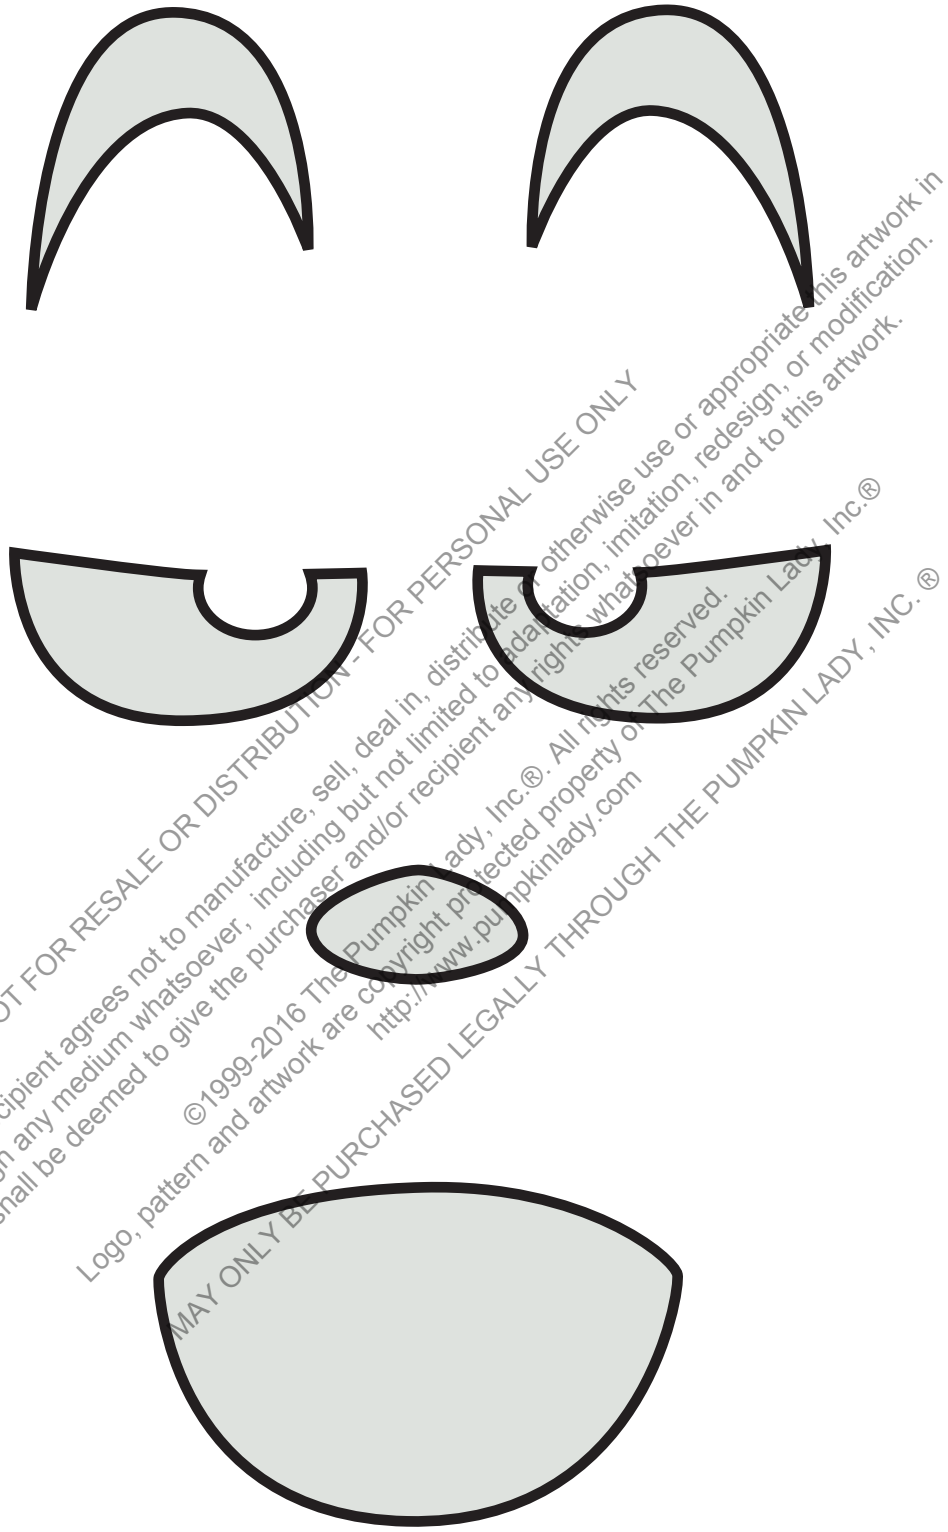 OT FOR RESALE OR DISTRIBUTION - FOR PERSONAL USE ONLY
cipient agrees not to manufacture, sell, deal in, distribute or otherwise use or appropriate this artwork in
any medium whatsoever, including but not limited to adaptation, imitation, redesign, or modification.
shall be deemed to give the purchaser and/or recipient any rights whatsoever in and to this artwork.
©1999-2016 The Pumpkin Lady, Inc.®. All rights reserved.
Logo, pattern and artwork are copyright protected property of The Pumpkin Lady, Inc.®
http://www.pumpkinlady.com
MAY ONLY BE PURCHASED LEGALLY THROUGH THE PUMPKIN LADY, INC. ®